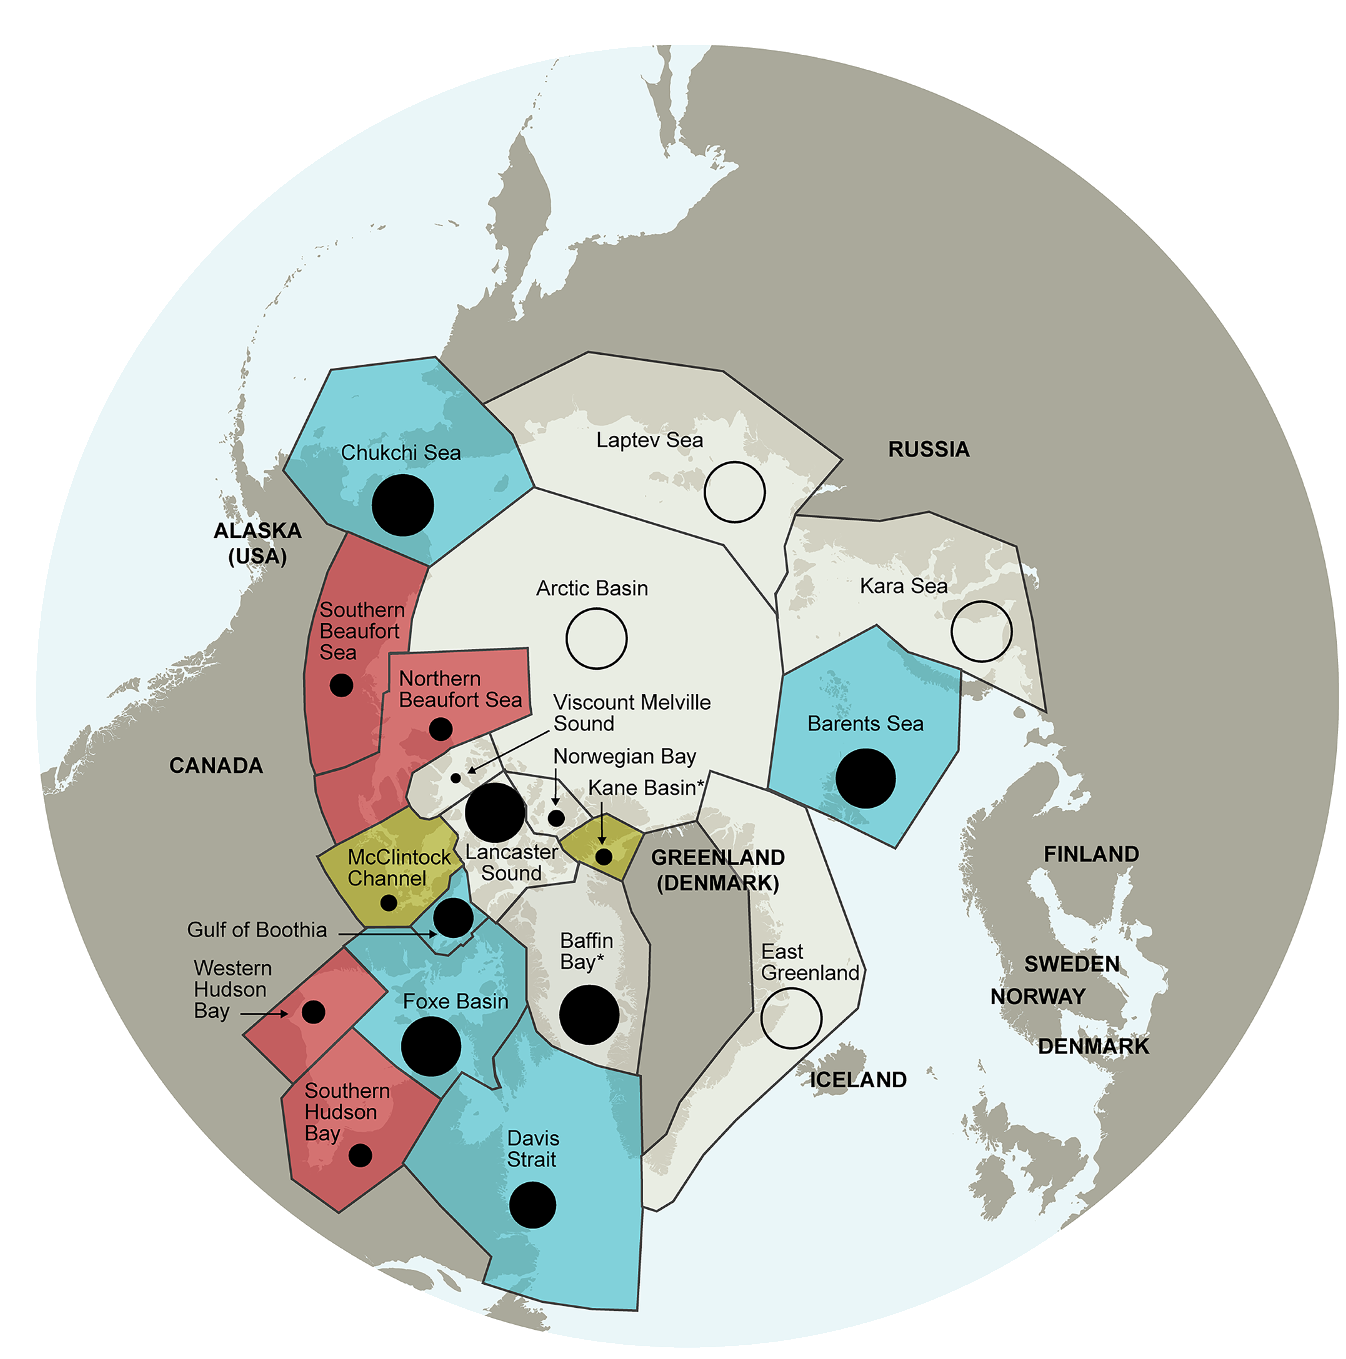 Laptev Sea
RUSSIA
Chukchi Sea
ALASKA
(USA)
Arctic Basin
Kara Sea
Southern
Beaufort
Sea
Northern
Beaufort Sea
Viscount Melville
Sound
Barents Sea
Norwegian Bay
CANADA
Kane Basin*
McClintock
Channel
Lancaster
Sound
GREENLAND
(DENMARK)
FINLAND
Gulf of Boothia
Baffin
Bay*
East
Greenland
Western
Hudson
Bay
Foxe Basin
SWEDEN
NORWAY
DENMARK
ICELAND
Southern
Hudson
Bay
Davis
Strait